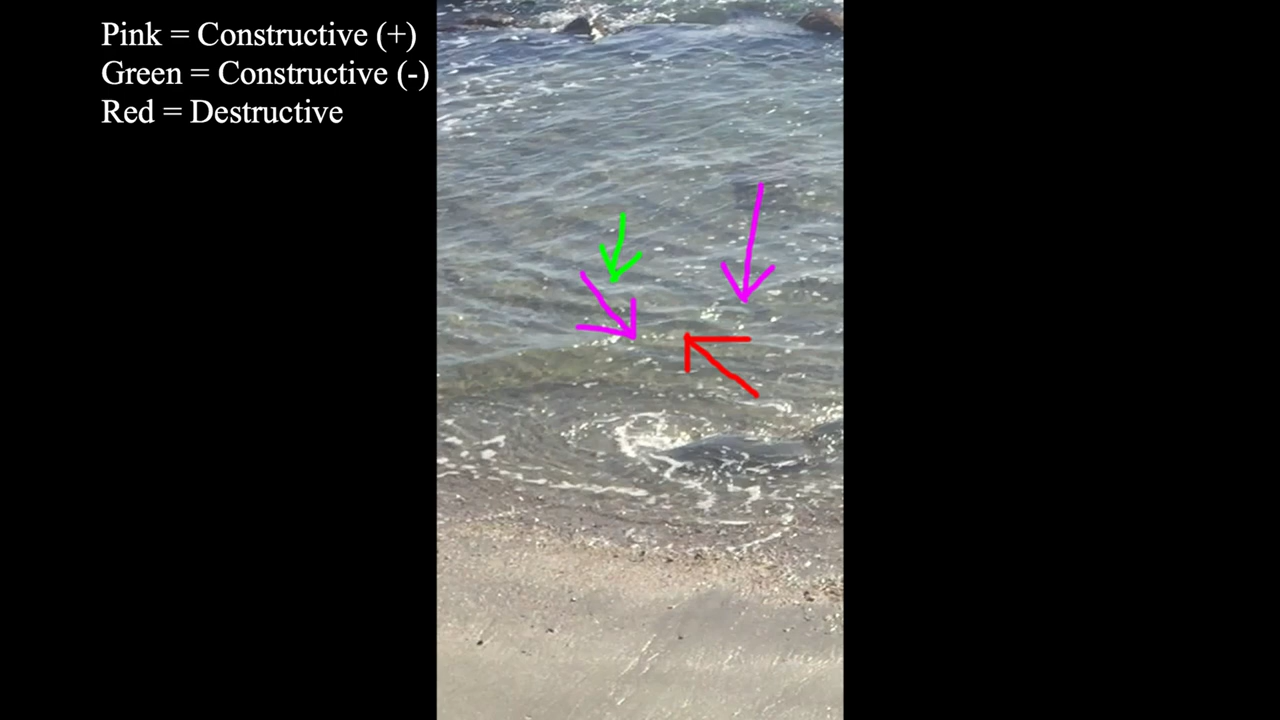 Pink = Constructive (+)
Green = Constructive (-)
Red = Destructive